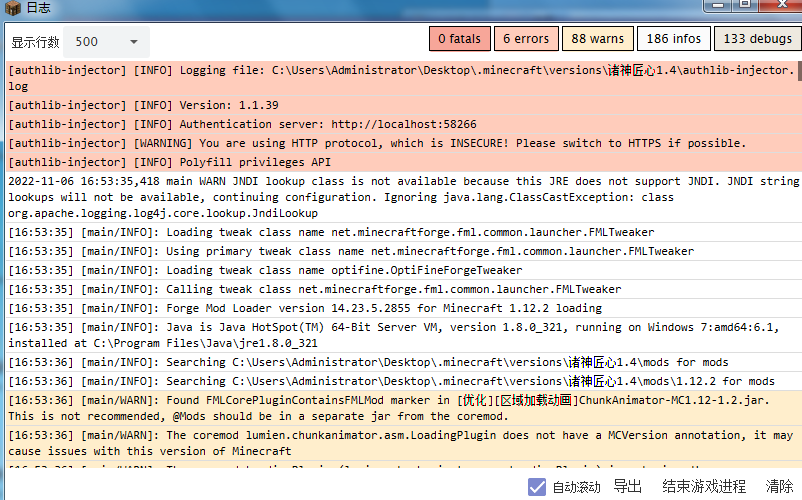 日志
显示行数 500 0 fatals 6 errors 88 warns 186 infos 133 debugs
[authlib-injector] [INFO] Logging file: C:\Users\Administrator\Desktop\.minecraft\versions\诸神匠心1.4\authlib-injector.
log
[authlib-injector] [INFO] Version: 1.1.39
[authlib-injector] [INFO] Authentication server: http://localhost:58266
[authlib-injector] [WARNING] You are using HTTP protocol, which is INSECURE! Please switch to HTTPS if possible.
[authlib-injector] [INFO] Polyfill privileges API
2022-11-06 16:53:35,418 main WARN JNDI lookup class is not available because this JRE does not support JNDI. JNDI string
lookups will not be available, continuing configuration. Ignoring java.lang.ClassCastException: class
org.apache.logging.log4j.core.lookup.JndiLookup
[16:53:35] [main/INFO]: Loading tweak class name net.minecraftforge.fml.common.launcher.FMLTweaker
[16:53:35] [main/INFO]: Using primary tweak class name net.minecraftforge.fml.common.launcher.FMLTweaker
[16:53:35] [main/INFO]: Loading tweak class name optifine.OptiFineForgeTweaker
[16:53:35] [main/INFO]: Calling tweak class net.minecraftforge.fml.common.launcher.FMLTweaker
[16:53:35] [main/INFO]: Forge Mod Loader version 14.23.5.2855 for Minecraft 1.12.2 loading
[16:53:35] [main/INFO]: Java is Java HotSpot(TM) 64-Bit Server VM, version 1.8.0_321, running on Windows 7:amd64:6.1,
installed at C:\Program Files\Java\jre1.8.0_321
[16:53:36] [main/INFO]: Searching C:\Users\Administrator\Desktop\.minecraft\versions\诸神匠心1.4\mods for mods
[16:53:36] [main/INFO]: Searching C:\Users\Administrator\Desktop\.minecraft\versions\诸神匠心1.4\mods\1.12.2 for mods
[16:53:36] [main/WARN]: Found FMLCorePluginContainsFMLMod marker in [优化][区域加载动画]ChunkAnimator-MC1.12-1.2.jar.
This is not recommended, @Mods should be in a separate jar from the coremod.
[16:53:36] [main/WARN]: The coremod lumien.chunkanimator.asm.LoadingPlugin does not have a MCVersion annotation, it may
cause issues with this version of Minecraft
自动滚动 导出 结束游戏进程 清除